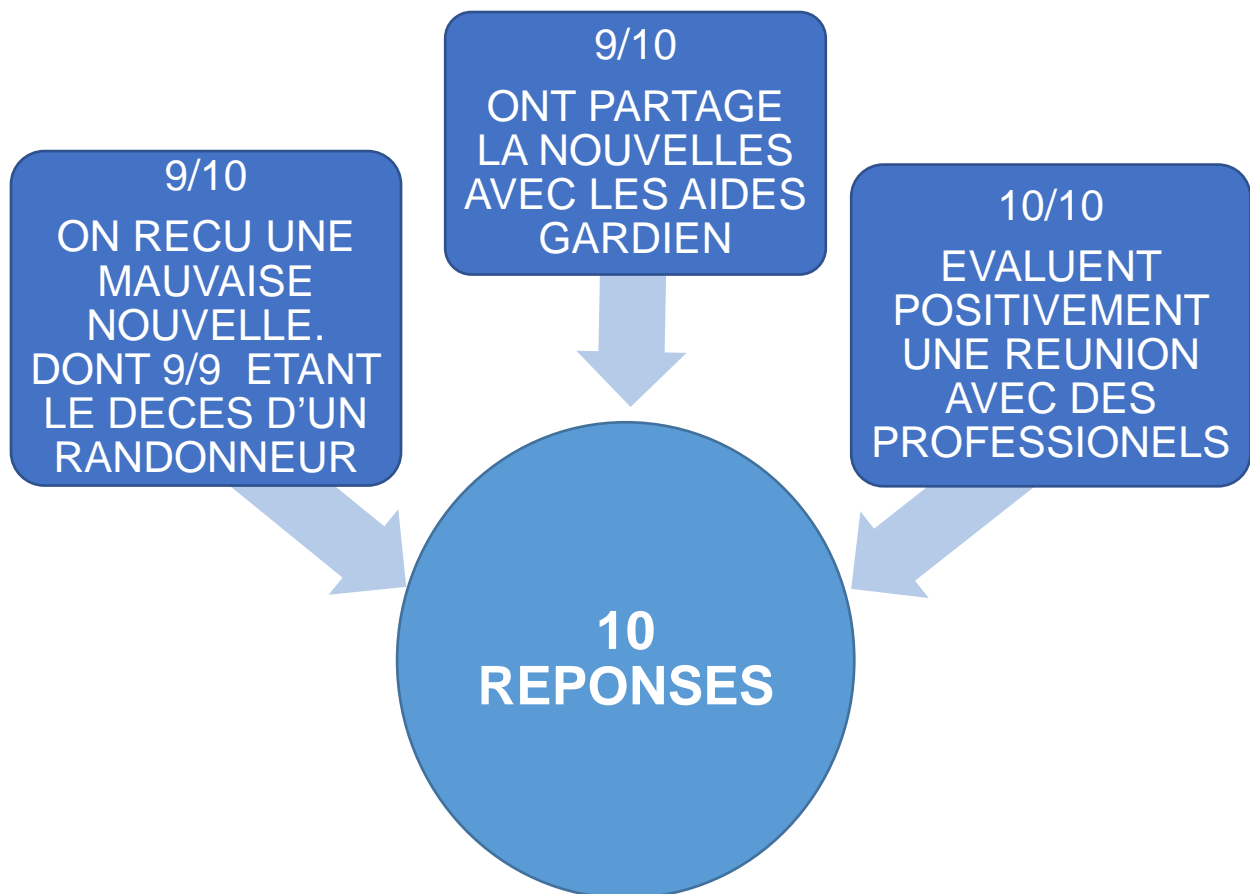 9/10
ON RECU UNE
MAUVAISE
NOUVELLE.
DONT 9/9 ETANT
LE DECES D’UN
RANDONNEUR
9/10
ONT PARTAGE
LA NOUVELLES
AVEC LES AIDES
GARDIEN
10/10
EVALUENT
POSITIVEMENT
UNE REUNION
AVEC DES
PROFESSIONELS
10
REPONSES